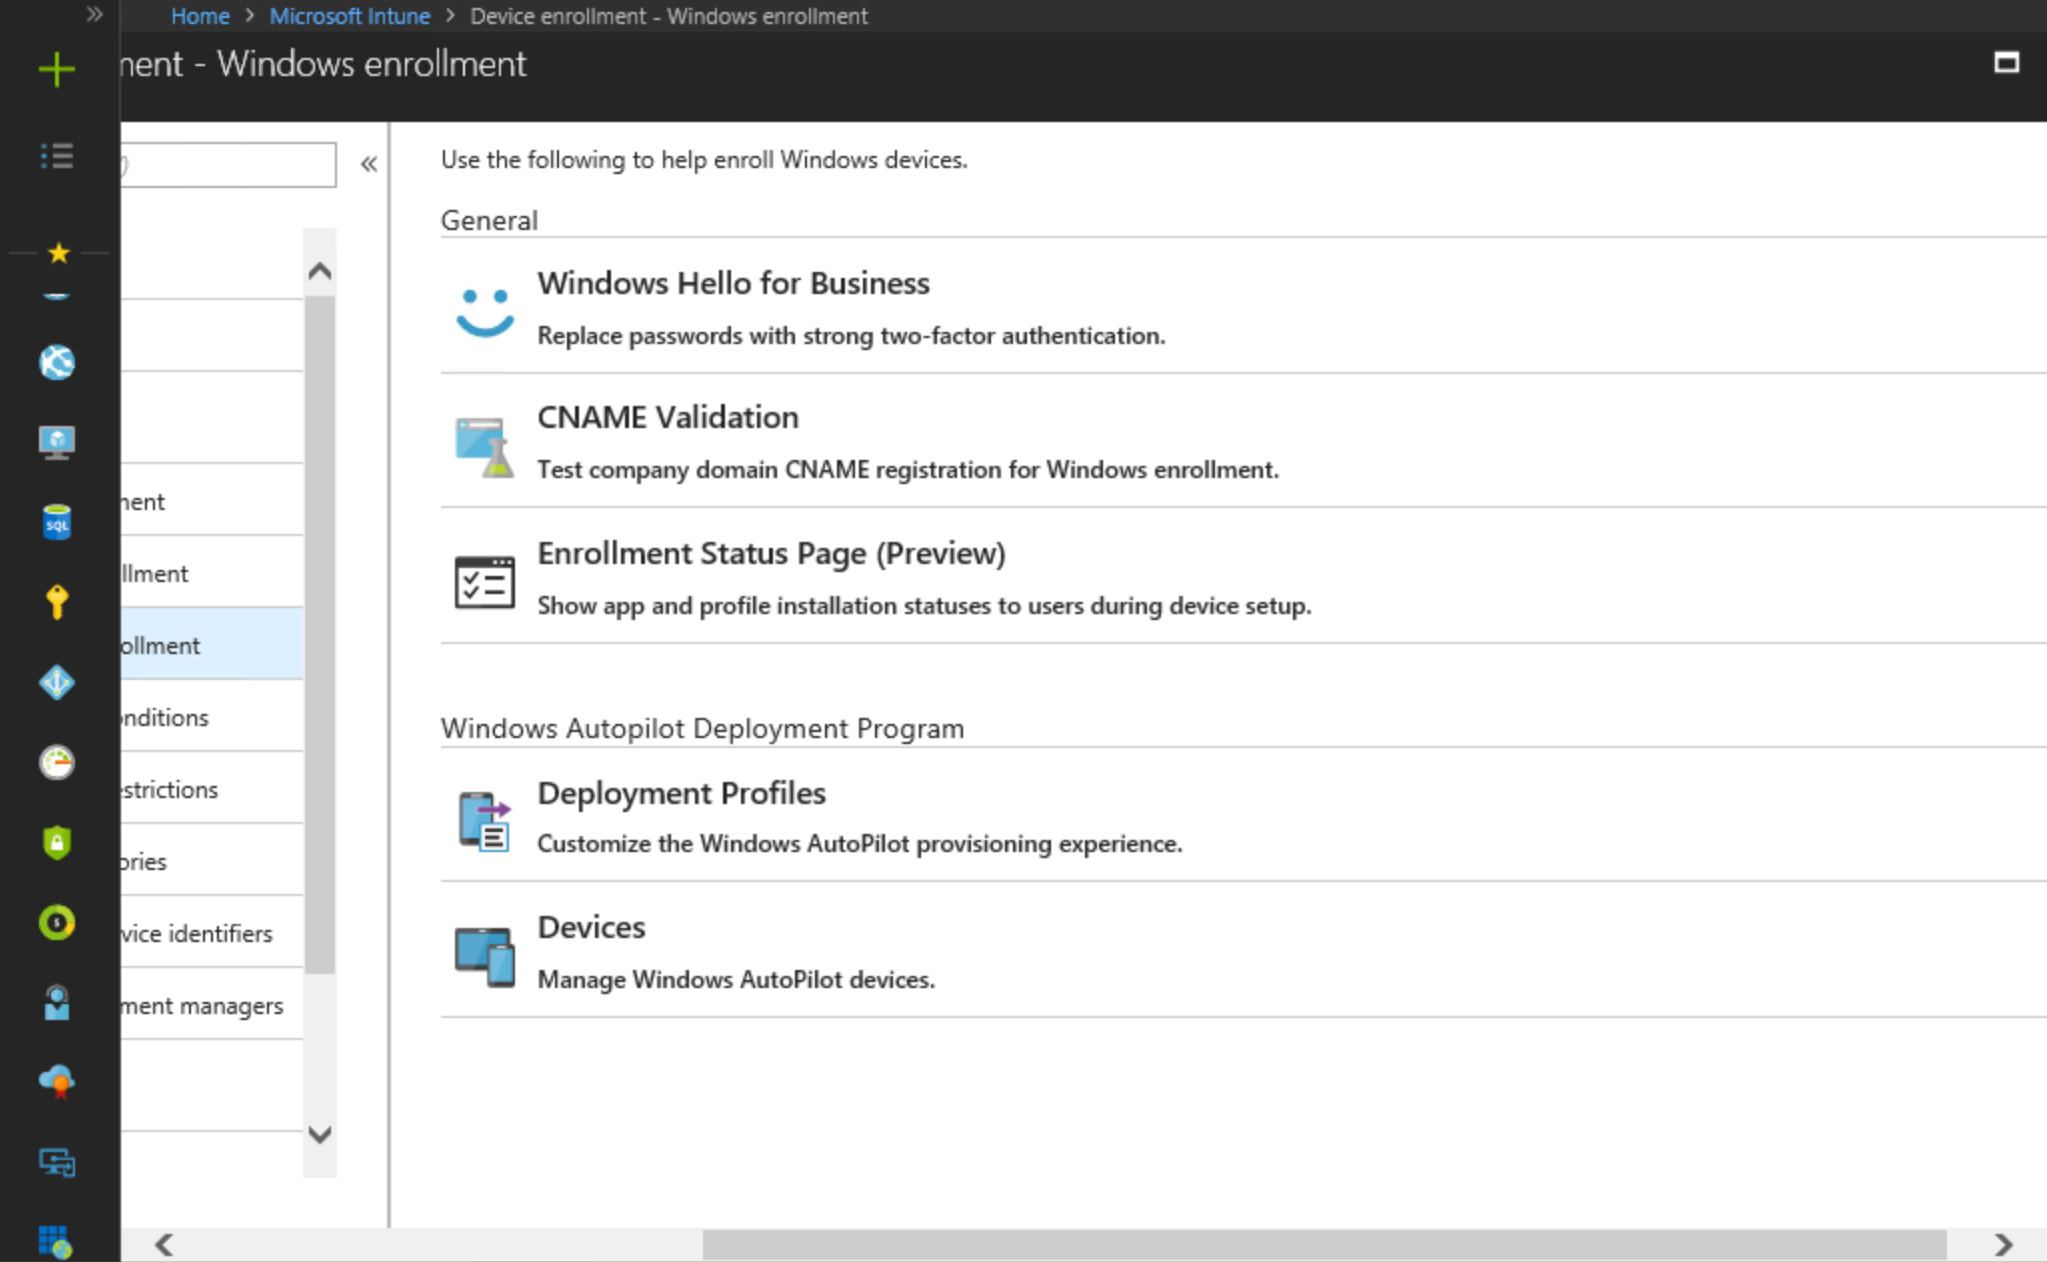 Home > Microsoft Intune > Device enrollment - Windows enrollment
nent - Windows enrollment
Use the following to help enroll Windows devices.
General
Windows Hello for Business
Replace passwords with strong two-factor authentication.
CNAME Validation
Test company domain CNAME registration for Windows enrollment.
Enrollment Status Page (Preview)
Show app and profile installation statuses to users during device setup.
Windows Autopilot Deployment Program
Deployment Profiles
Customize the Windows AutoPilot provisioning experience.
Devices
Manage Windows AutoPilot devices.
nent
llment
ollment
onditions
estrictions
ories
vice identifiers
ment managers
SQL